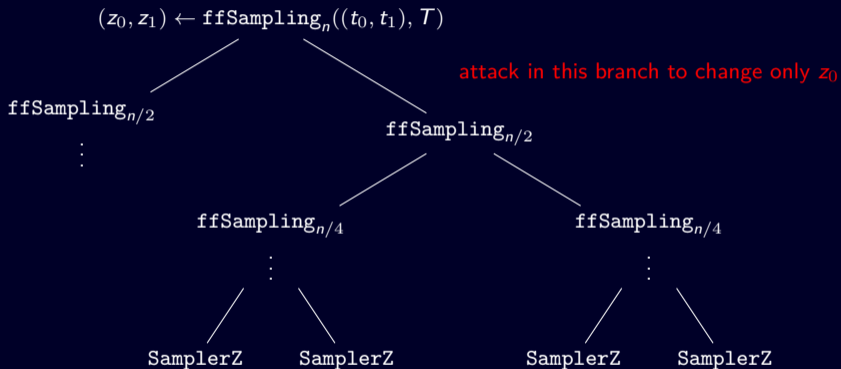 (z₀, z₁) ← ffSamplingₙ((t₀, t₁), T)
attack in this branch to change only z₀
ffSamplingₙ/₂
ffSamplingₙ/₂
ffSamplingₙ/₄ ffSamplingₙ/₄
SamplerZ SamplerZ SamplerZ SamplerZ